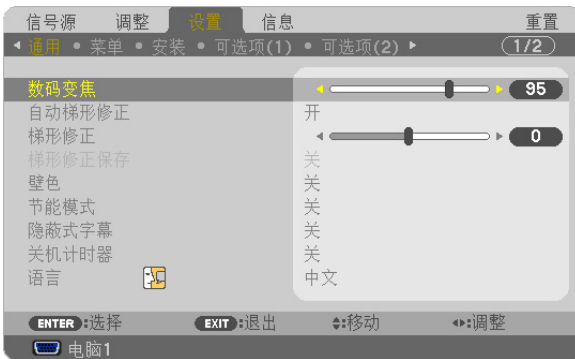 信号源 调整 设置 信息 重置
通用 • 菜单 • 安装 • 可选项(1) • 可选项(2) 1/2
数码变焦 95
自动梯形修正 开
梯形修正 0
梯形修正保存 关
壁色 关
节能模式 关
隐蔽式字幕 关
关机计时器 关
语言 中文
ENTER:选择 EXIT:退出 :移动 :调整
电脑1